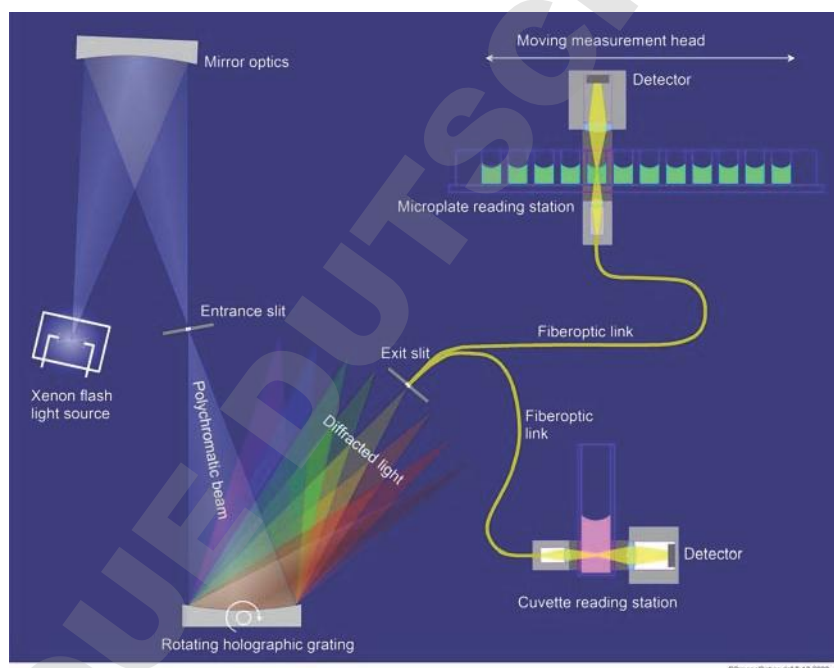 Mirror optics
Moving measurement head
Detector
Microplate reading station
Entrance slit
Exit slit
Fiberoptic link
Xenon flash
light source
Polychromatic
beam
Diffracted light
Fiberoptic
link
Detector
Cuvette reading station
Rotating holographic grating